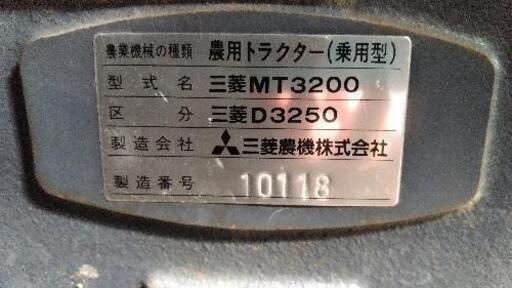 農業機械の種類 農用トラクター(乗用型)
型式名 三菱MT3200
区分 三菱D3250
製造会社 三菱農機株式会社
製造番号 10118